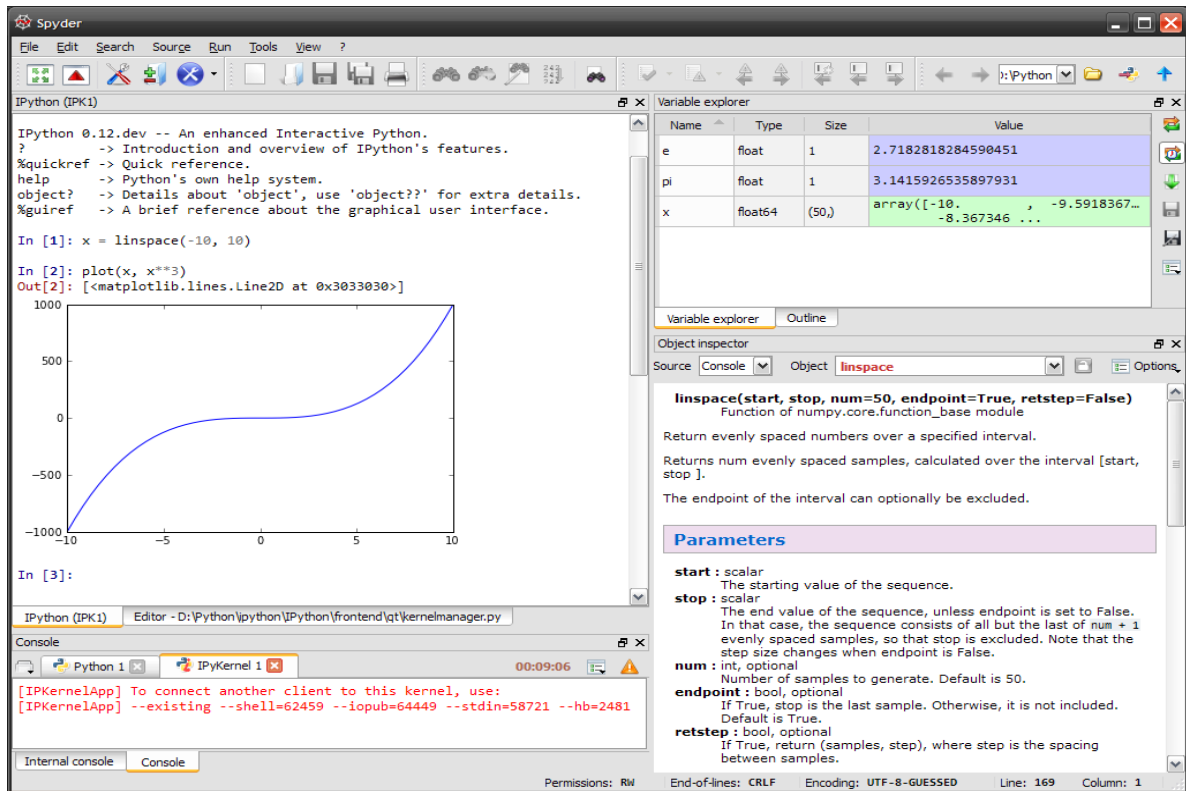 Spyder
File Edit Search Source Run Tools View ?
:\Python
IPython (IPK1)
IPython 0.12.dev -- An enhanced Interactive Python.
? -> Introduction and overview of IPython's features.
%quickref -> Quick reference.
help -> Python's own help system.
object? -> Details about 'object', use 'object??' for extra details.
%guiref -> A brief reference about the graphical user interface.
In [1]: x = linspace(-10, 10)
In [2]: plot(x, x**3)
Out[2]: [<matplotlib.lines.Line2D at 0x3033030>]
1000
500
0
−500
−1000
−10 −5 0 5 10
In [3]:
IPython (IPK1) Editor - D:\Python\ipython\IPython\frontend\qt\kernelmanager.py
Console
Python 1 IPyKernel 1 00:09:06
[IPKernelApp] To connect another client to this kernel, use:
[IPKernelApp] --existing --shell=62459 --iopub=64449 --stdin=58721 --hb=2481
Internal console Console
Variable explorer
Name Type Size Value
e float 1 2.7182818284590451
pi float 1 3.1415926535897931
x float64 (50,) array([-10. , -9.5918367…
-8.367346 ...
Variable explorer Outline
Object inspector
Source Console Object linspace Options
linspace(start, stop, num=50, endpoint=True, retstep=False)
Function of numpy.core.function_base module
Return evenly spaced numbers over a specified interval.
Returns num evenly spaced samples, calculated over the interval [start,
stop ].
The endpoint of the interval can optionally be excluded.
Parameters
start : scalar
The starting value of the sequence.
stop : scalar
The end value of the sequence, unless endpoint is set to False.
In that case, the sequence consists of all but the last of num + 1
evenly spaced samples, so that stop is excluded. Note that the
step size changes when endpoint is False.
num : int, optional
Number of samples to generate. Default is 50.
endpoint : bool, optional
If True, stop is the last sample. Otherwise, it is not included.
Default is True.
retstep : bool, optional
If True, return (samples, step), where step is the spacing
between samples.
Permissions: RW End-of-lines: CRLF Encoding: UTF-8-GUESSED Line: 169 Column: 1